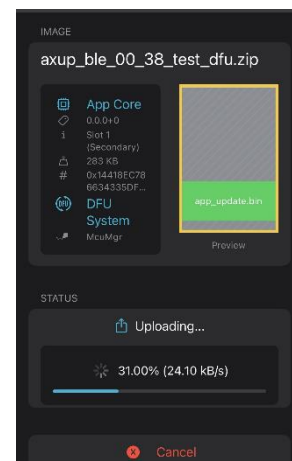 IMAGE
axup_ble_00_38_test_dfu.zip
App Core
0.0.0+0
i Slot 1
(Secondary)
283 KB
# 0x14418EC78
6634335DF...
DFU
DFU
System
McuMgr
app_update.bin
Preview
STATUS
Uploading...
31.00% (24.10 kB/s)
Cancel